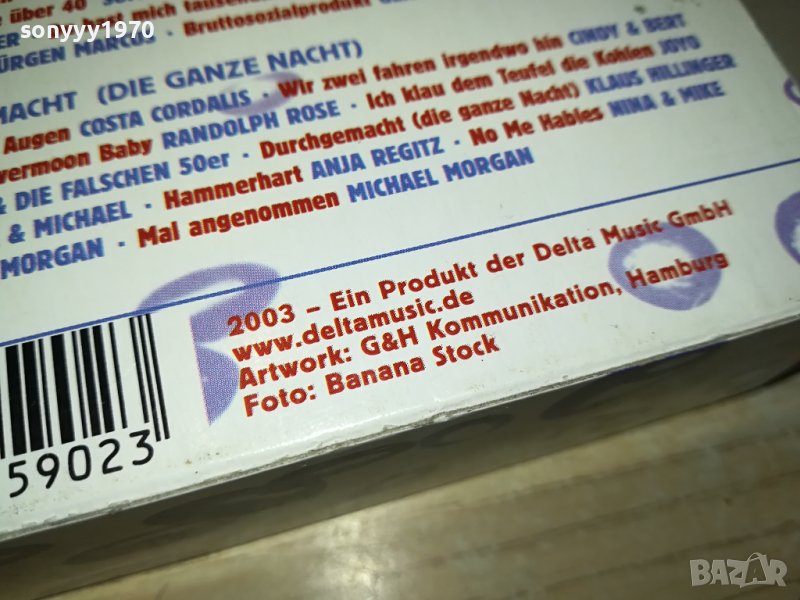 sonyyy1970
e über 40
JÜRGEN MARCUS · Bruttosozialprodukt
MACHT (DIE GANZE NACHT)
Augen COSTA CORDALIS · Wir zwei fahren irgendwo hin CINDY & BERT
vermoon Baby RANDOLPH ROSE · Ich klau dem Teufel die Kohlen JOYO
& DIE FALSCHEN 50er · Durchgemacht (die ganze Nacht) KLAUS HILLINGER
& MICHAEL · Hammerhart ANJA REGITZ · No Me Hables NINA & MIKE
MORGAN · Mal angenommen MICHAEL MORGAN
2003 – Ein Produkt der Delta Music GmbH
www.deltamusic.de
Artwork: G&H Kommunikation, Hamburg
Foto: Banana Stock
59023
BAZAR